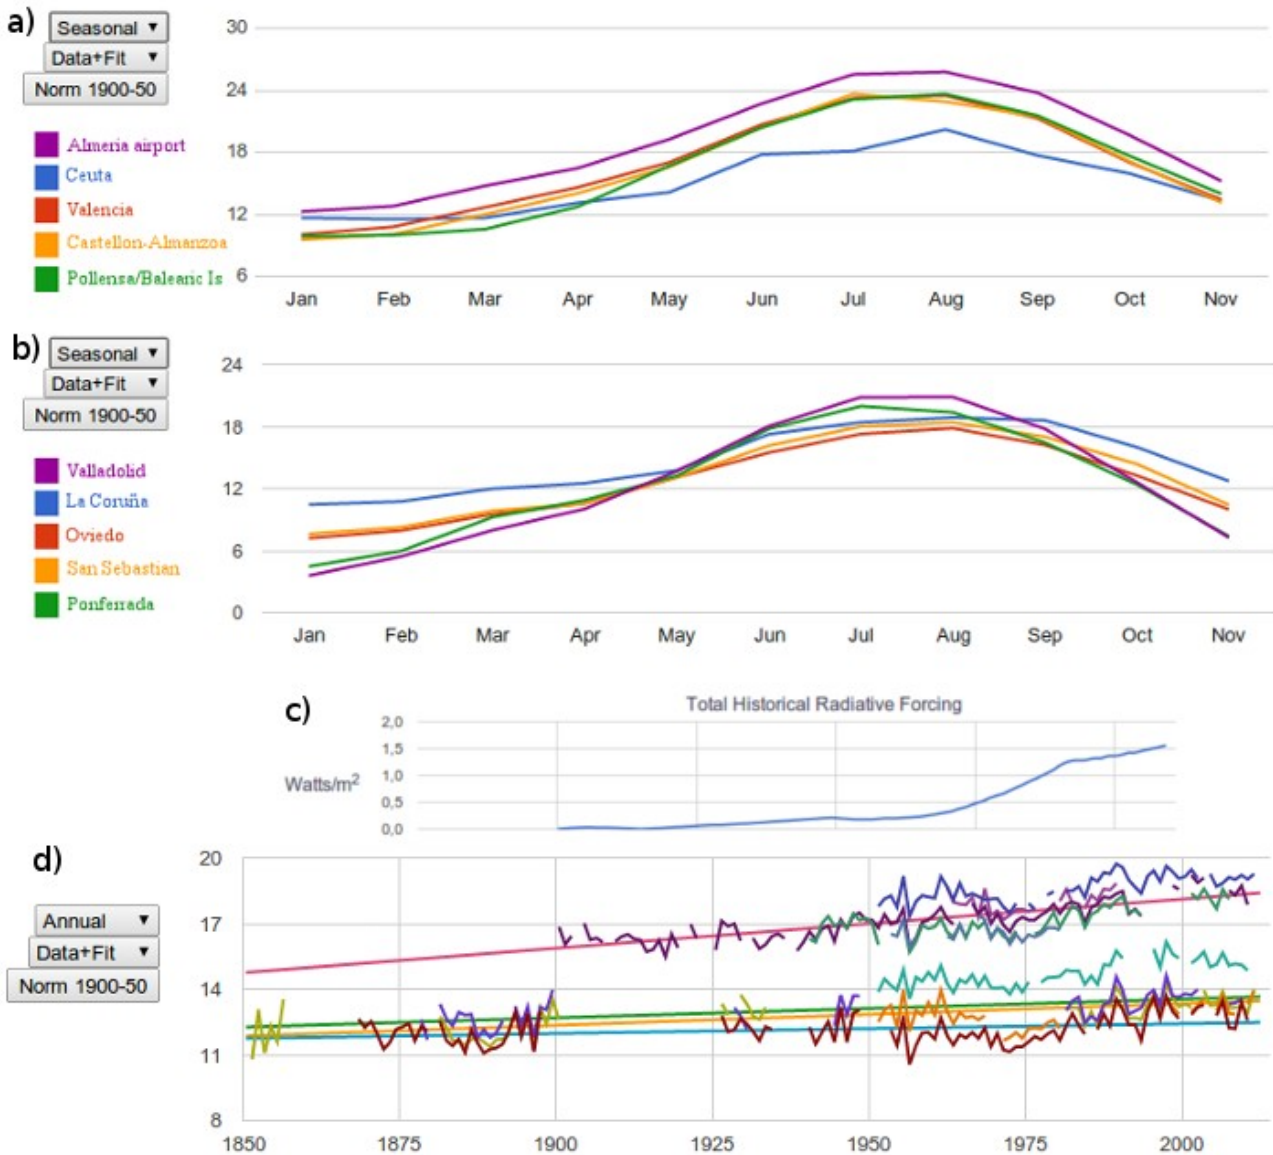 a)
Seasonal ▼
Data+Fit ▼
Norm 1900-50
Almeria airport
Ceuta
Valencia
Castellon-Almanzoa
Pollensa/Balearic Is
30
24
18
12
6
Jan Feb Mar Apr May Jun Jul Aug Sep Oct Nov
b)
Seasonal ▼
Data+Fit ▼
Norm 1900-50
Valladolid
La Coruña
Oviedo
San Sebastian
Ponferrada
24
18
12
6
0
Jan Feb Mar Apr May Jun Jul Aug Sep Oct Nov
c)
Total Historical Radiative Forcing
Watts/m²
2,0
1,5
1,0
0,5
0,0
d)
Annual ▼
Data+Fit ▼
Norm 1900-50
20
17
14
11
8
1850 1875 1900 1925 1950 1975 2000